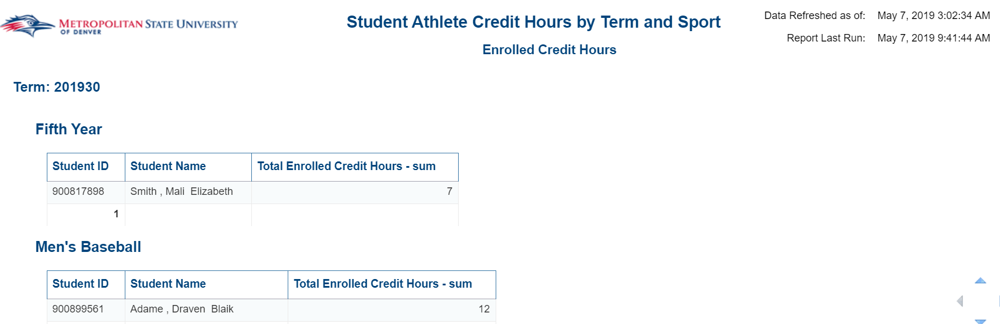 METROPOLITAN STATE UNIVERSITY
OF DENVER
Student Athlete Credit Hours by Term and Sport
Enrolled Credit Hours
Data Refreshed as of: May 7, 2019 3:02:34 AM
Report Last Run: May 7, 2019 9:41:44 AM
Term: 201930
Fifth Year
Student ID Student Name Total Enrolled Credit Hours - sum
900817898 Smith , Mali  Elizabeth 7
1
Men's Baseball
Student ID Student Name Total Enrolled Credit Hours - sum
900899561 Adame , Draven  Blaik 12